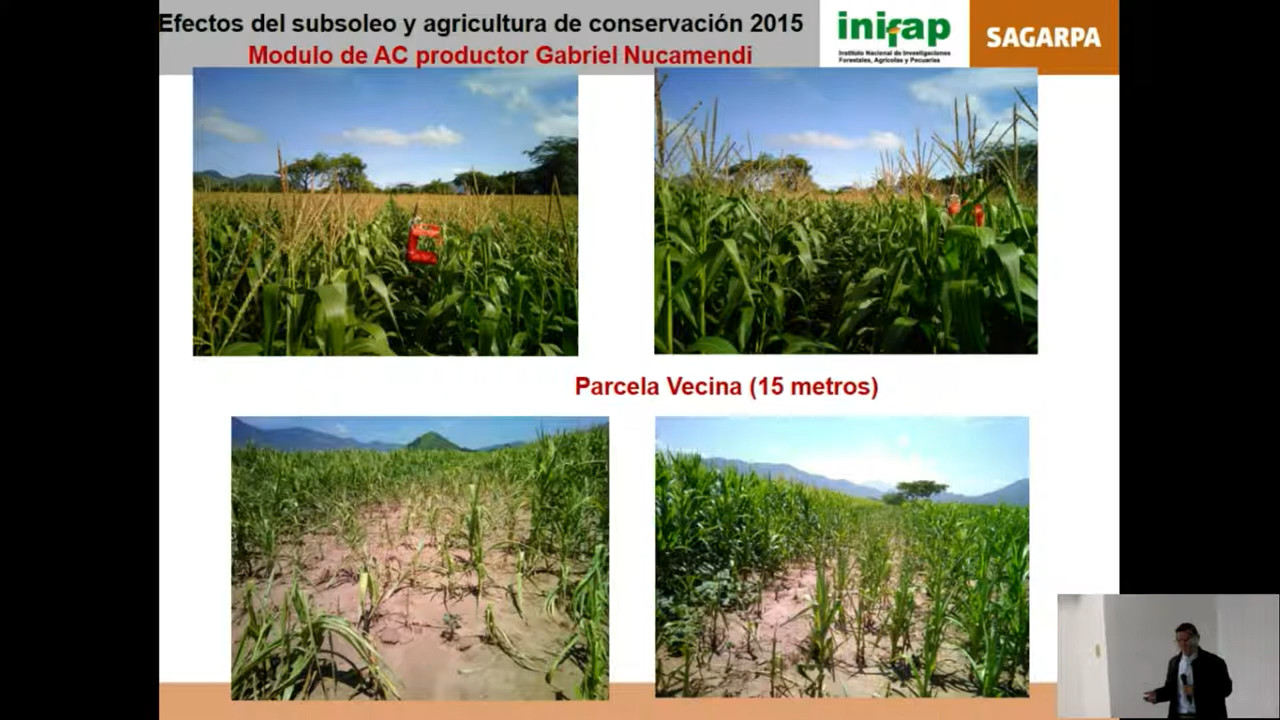 Efectos del subsoleo y agricultura de conservación 2015
Modulo de AC productor Gabriel Nucamendi
inifap
Instituto Nacional de Investigaciones
Forestales, Agrícolas y Pecuarias
SAGARPA
Parcela Vecina (15 metros)